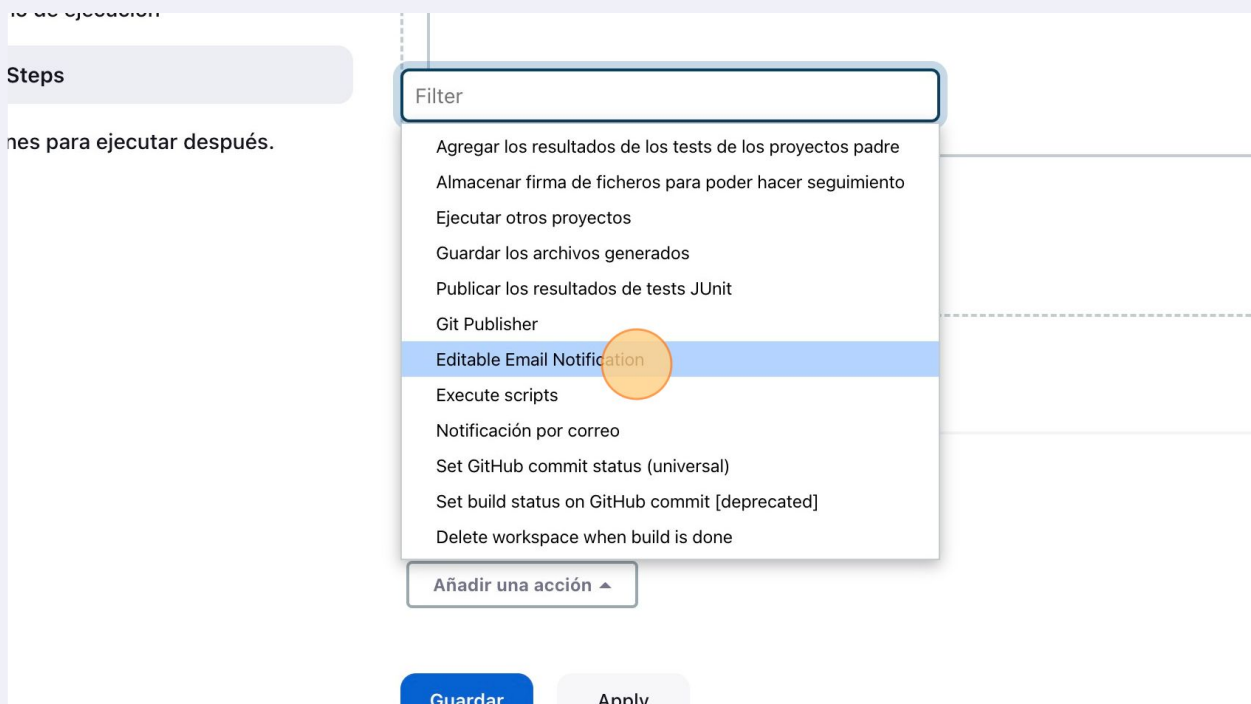 de ejecución
Steps
nes para ejecutar después.
Filter
Agregar los resultados de los tests de los proyectos padre
Almacenar firma de ficheros para poder hacer seguimiento
Ejecutar otros proyectos
Guardar los archivos generados
Publicar los resultados de tests JUnit
Git Publisher
Editable Email Notification
Execute scripts
Notificación por correo
Set GitHub commit status (universal)
Set build status on GitHub commit [deprecated]
Delete workspace when build is done
Añadir una acción
Guardar
Apply